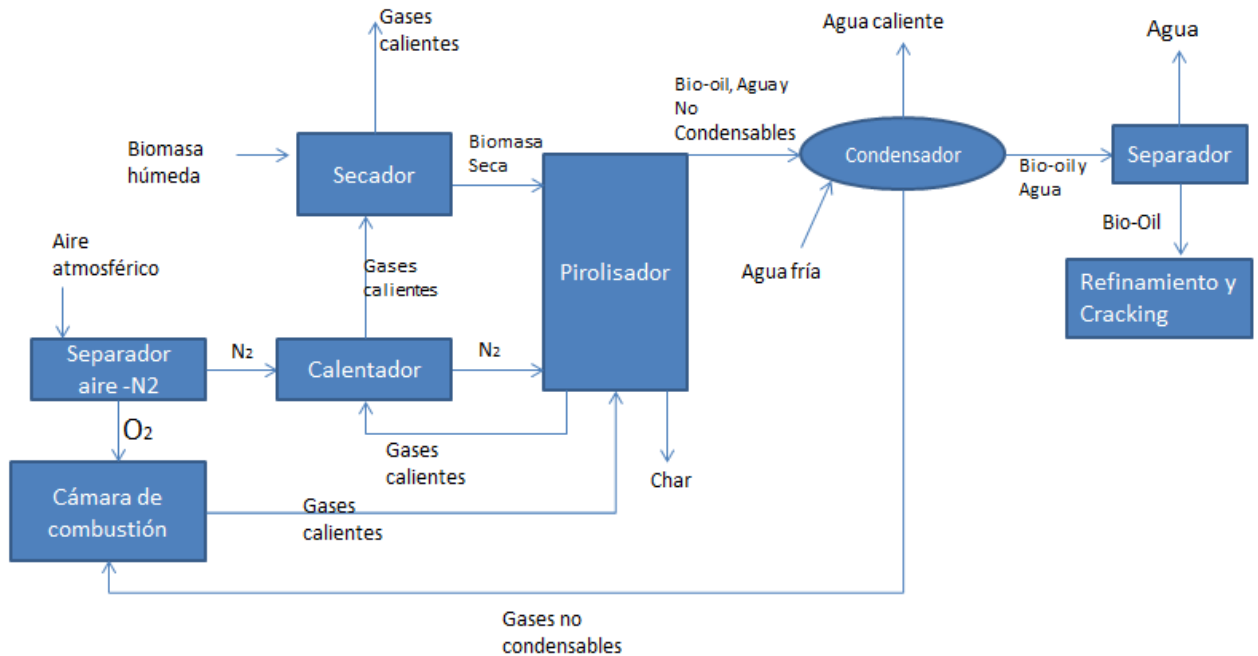 Gases
calientes
Agua caliente
Agua
Bio-oil, Agua y
No
Condensables
Biomasa
húmeda
Secador
Biomasa
Seca
Condensador
Bio-oil y
Agua
Separador
Aire
atmosférico
Gases
calientes
Pirolisador
Agua fría
Bio-Oil
Refinamiento y
Cracking
Separador
aire -N2
N2
Calentador
N2
O2
Gases
calientes
Char
Cámara de
combustión
Gases
calientes
Gases no
condensables